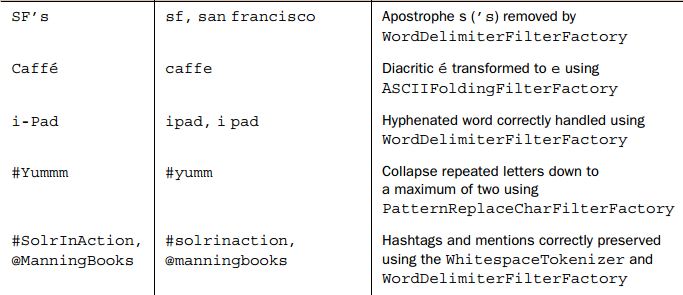 SF’s sf, san francisco Apostrophe s (’s) removed by
WordDelimiterFilterFactory
Caffé caffe Diacritic é transformed to e using
ASCIIFoldingFilterFactory
i-Pad ipad, i pad Hyphenated word correctly handled using
WordDelimiterFilterFactory
#Yummm #yumm Collapse repeated letters down to
a maximum of two using
PatternReplaceCharFilterFactory
#SolrInAction, #solrinaction, Hashtags and mentions correctly preserved
@ManningBooks @manningbooks using the WhitespaceTokenizer and
WordDelimiterFilterFactory